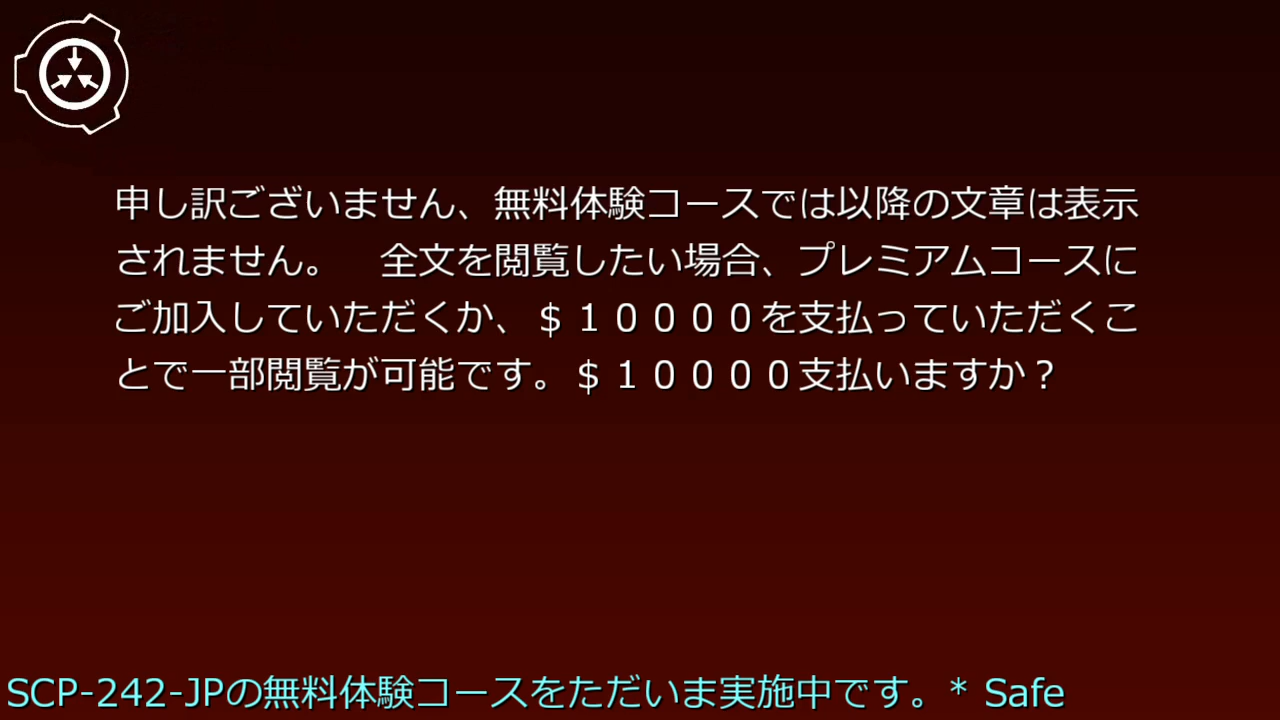 申し訳ございません、無料体験コースでは以降の文章は表示
されません。　全文を閲覧したい場合、プレミアムコースに
ご加入していただくか、＄１００００を支払っていただくこ
とで一部閲覧が可能です。＄１００００支払いますか？
SCP-242-JPの無料体験コースをただいま実施中です。* Safe